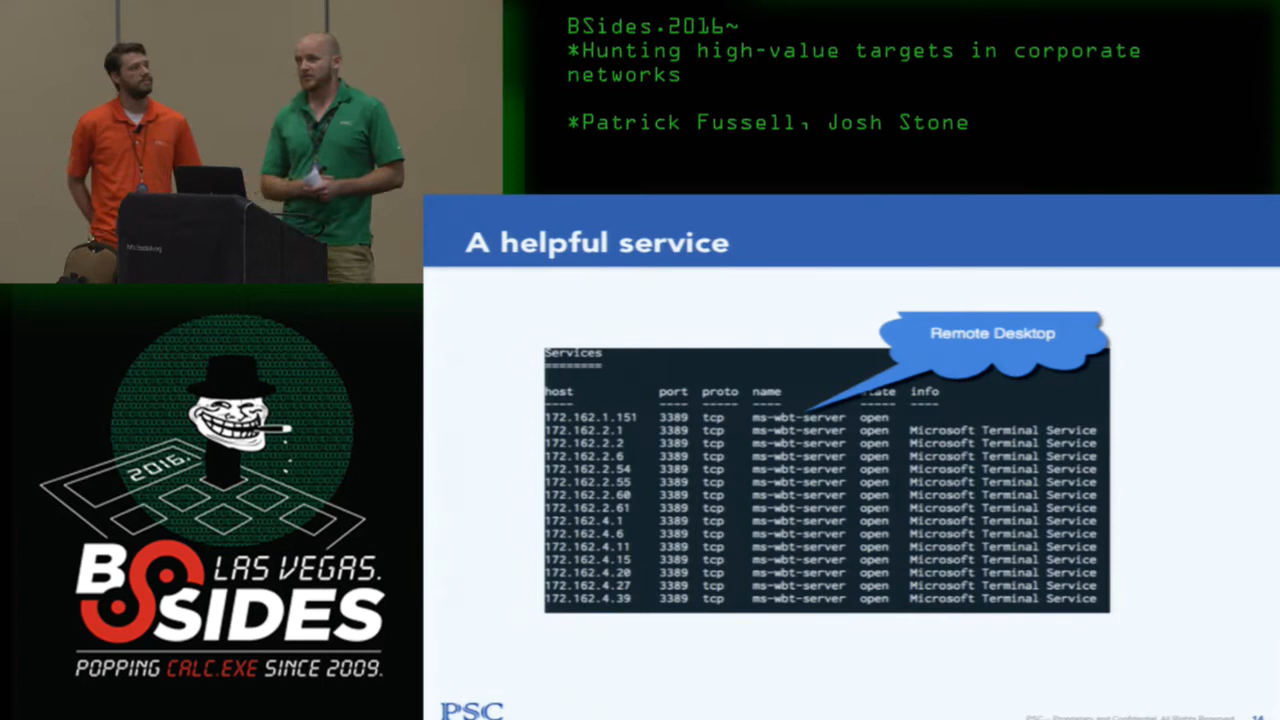 BSides.2016~
*Hunting high-value targets in corporate
networks
*Patrick Fussell, Josh Stone
A helpful service
Remote Desktop
Services
========
host port proto name state info
---- ---- ----- ---- ----- ----
172.162.1.151 3389 tcp ms-wbt-server open
172.162.2.1 3389 tcp ms-wbt-server open Microsoft Terminal Service
172.162.2.2 3389 tcp ms-wbt-server open Microsoft Terminal Service
172.162.2.6 3389 tcp ms-wbt-server open Microsoft Terminal Service
172.162.2.54 3389 tcp ms-wbt-server open Microsoft Terminal Service
172.162.2.55 3389 tcp ms-wbt-server open Microsoft Terminal Service
172.162.2.60 3389 tcp ms-wbt-server open Microsoft Terminal Service
172.162.2.61 3389 tcp ms-wbt-server open Microsoft Terminal Service
172.162.4.1 3389 tcp ms-wbt-server open Microsoft Terminal Service
172.162.4.6 3389 tcp ms-wbt-server open Microsoft Terminal Service
172.162.4.11 3389 tcp ms-wbt-server open Microsoft Terminal Service
172.162.4.15 3389 tcp ms-wbt-server open Microsoft Terminal Service
172.162.4.20 3389 tcp ms-wbt-server open Microsoft Terminal Service
172.162.4.27 3389 tcp ms-wbt-server open Microsoft Terminal Service
172.162.4.39 3389 tcp ms-wbt-server open Microsoft Terminal Service
2016.
BSIDES LAS VEGAS.
POPPING CALC.EXE SINCE 2009.
PSC
PSC – Proprietary and Confidential. All Rights Reserved. 14